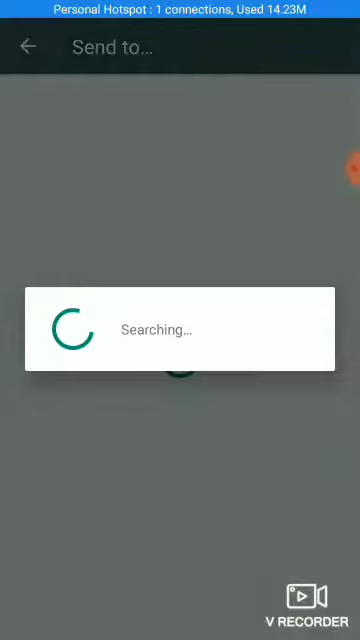 Personal Hotspot : 1 connections, Used 14.23M
Send to...
Searching...
V RECORDER